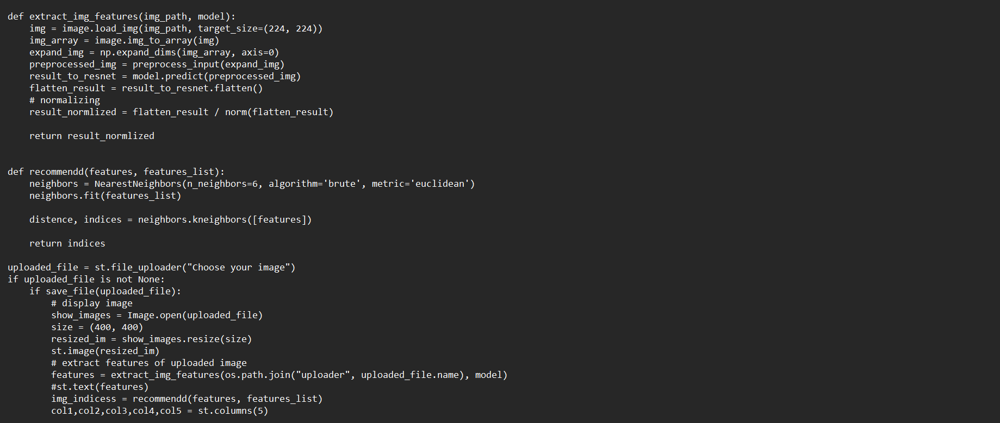 def extract_img_features(img_path, model):
    img = image.load_img(img_path, target_size=(224, 224))
    img_array = image.img_to_array(img)
    expand_img = np.expand_dims(img_array, axis=0)
    preprocessed_img = preprocess_input(expand_img)
    result_to_resnet = model.predict(preprocessed_img)
    flatten_result = result_to_resnet.flatten()
    # normalizing
    result_normlized = flatten_result / norm(flatten_result)

    return result_normlized


def recommendd(features, features_list):
    neighbors = NearestNeighbors(n_neighbors=6, algorithm='brute', metric='euclidean')
    neighbors.fit(features_list)

    distence, indices = neighbors.kneighbors([features])

    return indices

uploaded_file = st.file_uploader("Choose your image")
if uploaded_file is not None:
    if save_file(uploaded_file):
        # display image
        show_images = Image.open(uploaded_file)
        size = (400, 400)
        resized_im = show_images.resize(size)
        st.image(resized_im)
        # extract features of uploaded image
        features = extract_img_features(os.path.join("uploader", uploaded_file.name), model)
        #st.text(features)
        img_indicess = recommendd(features, features_list)
        col1,col2,col3,col4,col5 = st.columns(5)